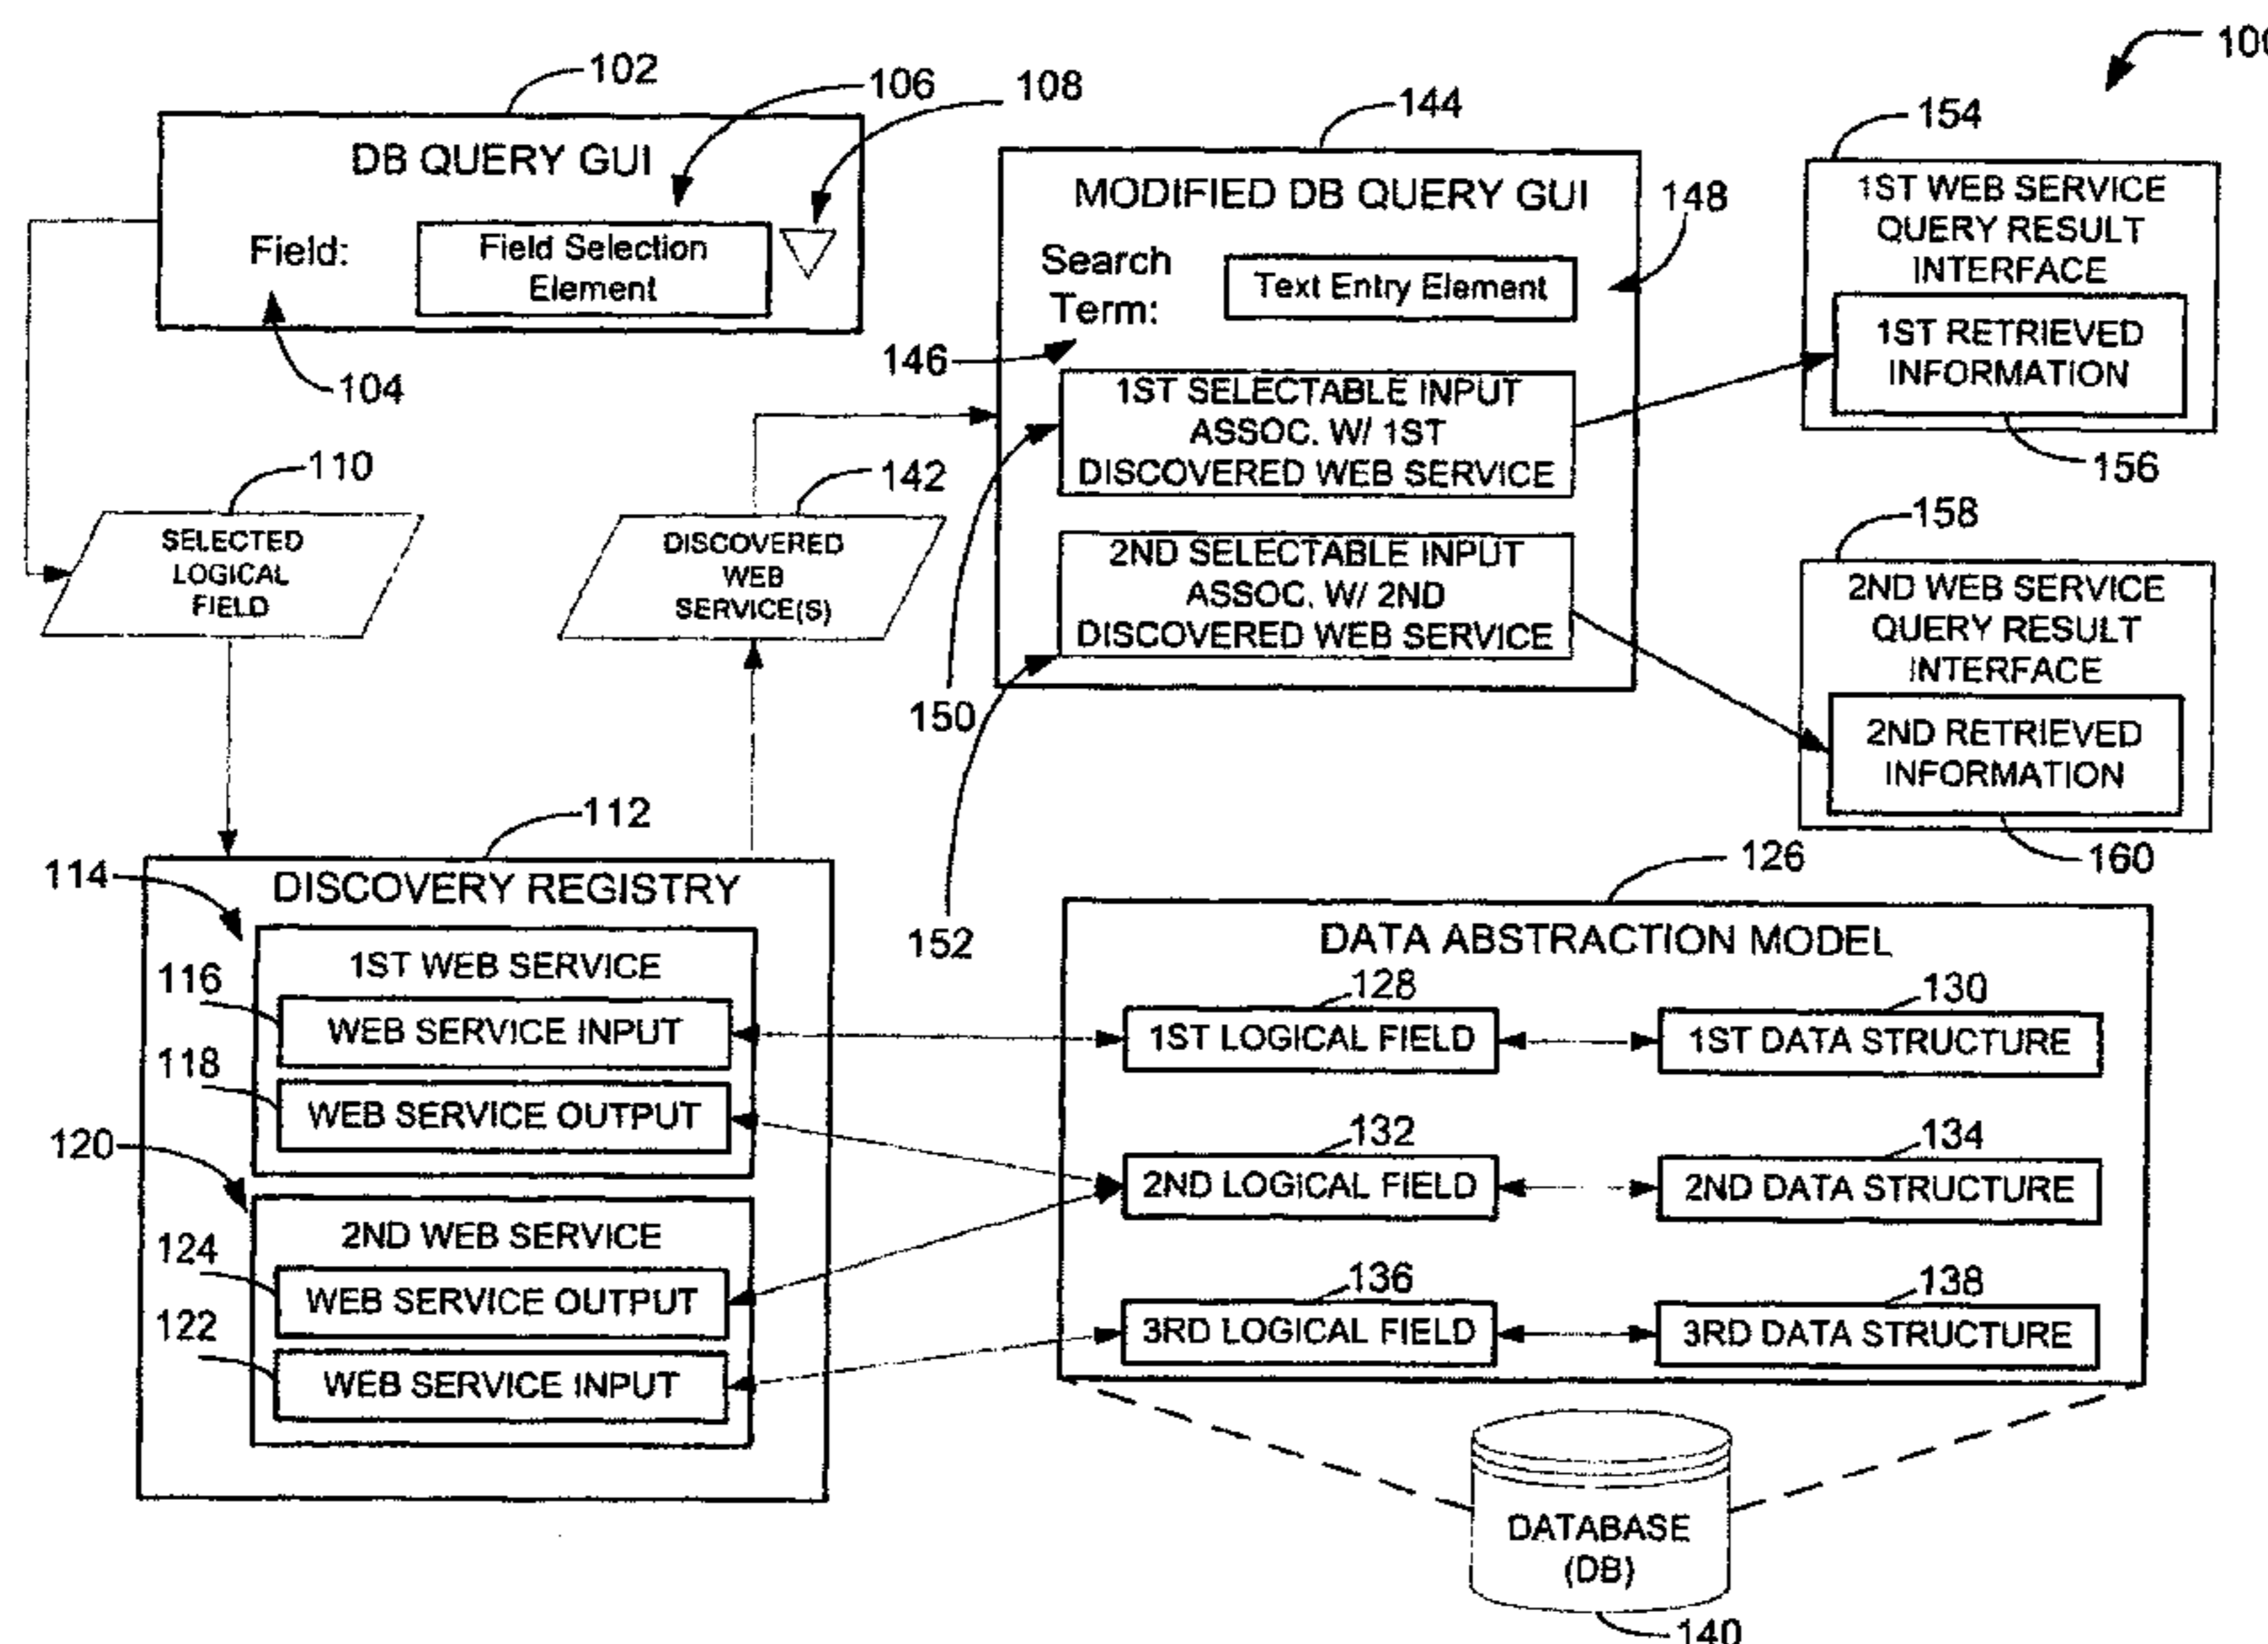 100
102
DB QUERY GUI
106
108
Field:
Field Selection
Element
104
144
MODIFIED DB QUERY GUI
148
Search
Term:
Text Entry Element
146
1ST SELECTABLE INPUT
ASSOC. W/ 1ST
DISCOVERED WEB SERVICE
2ND SELECTABLE INPUT
ASSOC. W/ 2ND
DISCOVERED WEB SERVICE
150
152
154
1ST WEB SERVICE
QUERY RESULT
INTERFACE
1ST RETRIEVED
INFORMATION
156
158
2ND WEB SERVICE
QUERY RESULT
INTERFACE
2ND RETRIEVED
INFORMATION
160
110
SELECTED
LOGICAL
FIELD
142
DISCOVERED
WEB
SERVICE(S)
112
DISCOVERY REGISTRY
114
1ST WEB SERVICE
116
WEB SERVICE INPUT
118
WEB SERVICE OUTPUT
120
2ND WEB SERVICE
124
WEB SERVICE OUTPUT
122
WEB SERVICE INPUT
126
DATA ABSTRACTION MODEL
128
1ST LOGICAL FIELD
130
1ST DATA STRUCTURE
132
2ND LOGICAL FIELD
134
2ND DATA STRUCTURE
136
3RD LOGICAL FIELD
138
3RD DATA STRUCTURE
DATABASE
(DB)
140